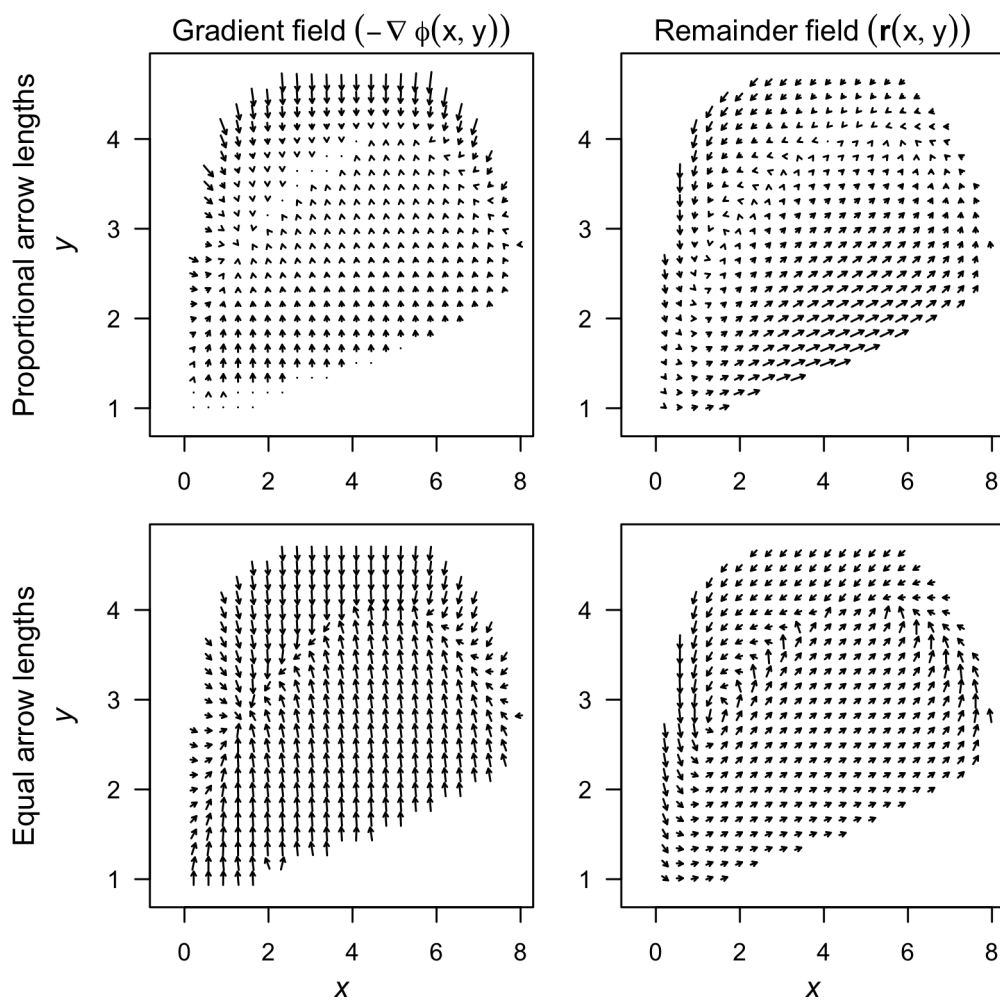 Gradient field (−∇ ϕ(x, y))
Remainder field (r(x, y))
Proportional arrow lengths
y
4
3
2
1
0 2 4 6 8
4
3
2
1
0 2 4 6 8
Equal arrow lengths
y
4
3
2
1
0 2 4 6 8
x
4
3
2
1
0 2 4 6 8
x